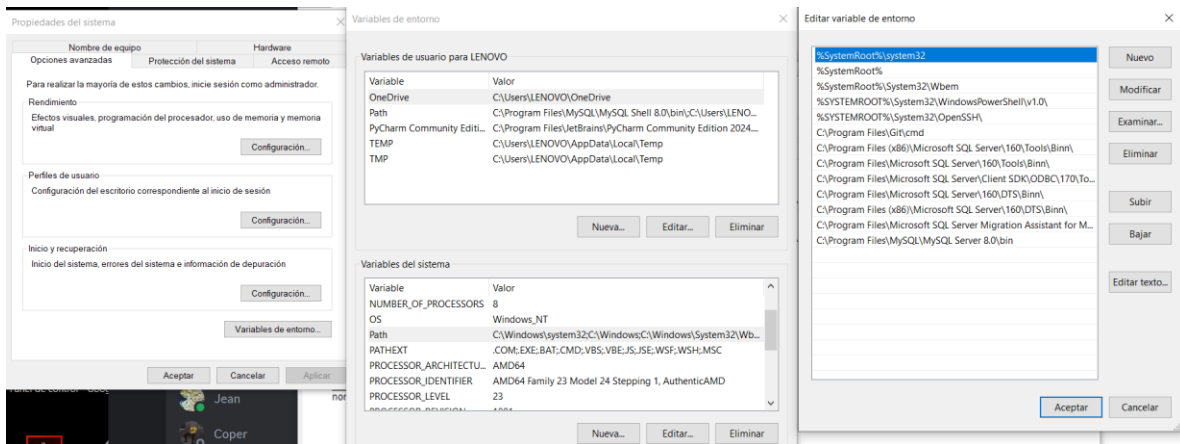 Propiedades del sistema
Nombre de equipo Hardware
Opciones avanzadas Protección del sistema Acceso remoto
Para realizar la mayoría de estos cambios, inicie sesión como administrador.
Rendimiento
Efectos visuales, programación del procesador, uso de memoria y memoria
virtual
Configuración...
Perfiles de usuario
Configuración del escritorio correspondiente al inicio de sesión
Configuración...
Inicio y recuperación
Inicio del sistema, errores del sistema e información de depuración
Configuración...
Variables de entorno...
Aceptar Cancelar Aplicar
Jean
Coper
Variables de entorno
Variables de usuario para LENOVO
Variable Valor
OneDrive C:\Users\LENOVO\OneDrive
Path C:\Program Files\MySQL\MySQL Shell 8.0\bin\;C:\Users\LENO...
PyCharm Community Editi... C:\Program Files\JetBrains\PyCharm Community Edition 2024....
TEMP C:\Users\LENOVO\AppData\Local\Temp
TMP C:\Users\LENOVO\AppData\Local\Temp
Nueva... Editar... Eliminar
Variables del sistema
Variable Valor
NUMBER_OF_PROCESSORS 8
OS Windows_NT
Path C:\Windows\system32;C:\Windows;C:\Windows\System32\Wb...
PATHEXT .COM;.EXE;.BAT;.CMD;.VBS;.VBE;.JS;.JSE;.WSF;.WSH;.MSC
PROCESSOR_ARCHITECTU... AMD64
PROCESSOR_IDENTIFIER AMD64 Family 23 Model 24 Stepping 1, AuthenticAMD
PROCESSOR_LEVEL 23
Nueva... Editar... Eliminar
Editar variable de entorno
%SystemRoot%\system32
%SystemRoot%
%SystemRoot%\System32\Wbem
%SYSTEMROOT%\System32\WindowsPowerShell\v1.0\
%SYSTEMROOT%\System32\OpenSSH\
C:\Program Files\Git\cmd
C:\Program Files (x86)\Microsoft SQL Server\160\Tools\Binn\
C:\Program Files\Microsoft SQL Server\160\Tools\Binn\
C:\Program Files\Microsoft SQL Server\Client SDK\ODBC\170\To...
C:\Program Files\Microsoft SQL Server\160\DTS\Binn\
C:\Program Files (x86)\Microsoft SQL Server\160\DTS\Binn\
C:\Program Files\Microsoft SQL Server Migration Assistant for M...
C:\Program Files\MySQL\MySQL Server 8.0\bin
Nuevo
Modificar
Examinar...
Eliminar
Subir
Bajar
Editar texto...
Aceptar Cancelar